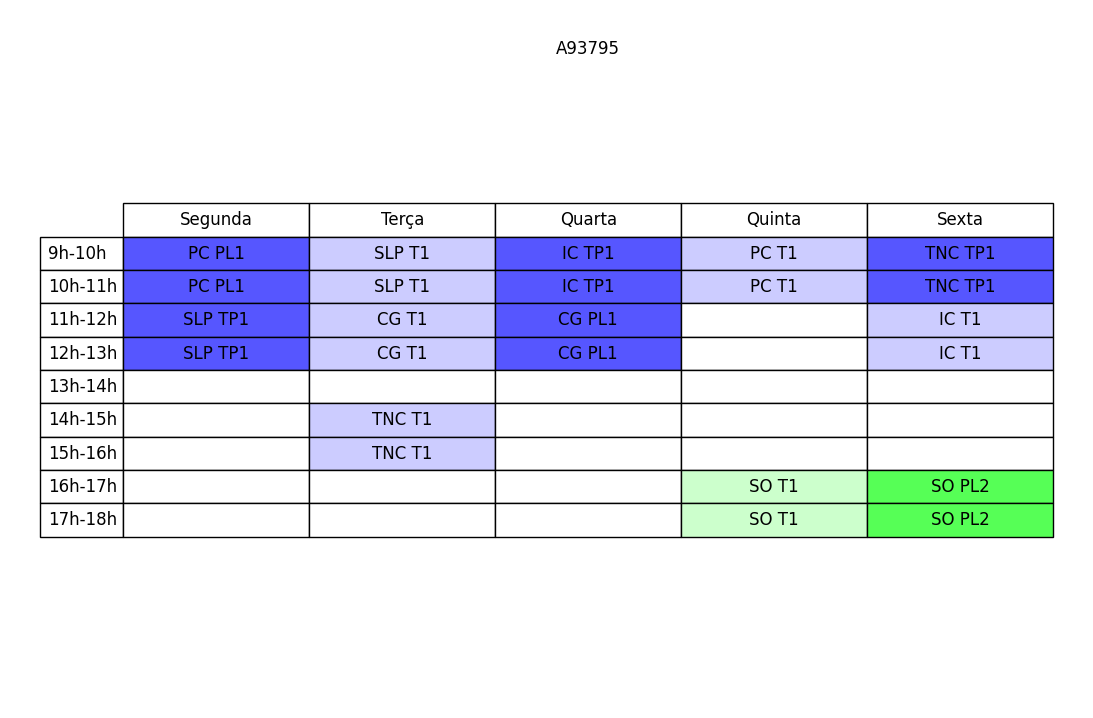 A93795
Segunda Terça Quarta Quinta Sexta
9h-10h PC PL1 SLP T1 IC TP1 PC T1 TNC TP1
10h-11h PC PL1 SLP T1 IC TP1 PC T1 TNC TP1
11h-12h SLP TP1 CG T1 CG PL1 IC T1
12h-13h SLP TP1 CG T1 CG PL1 IC T1
13h-14h
14h-15h TNC T1
15h-16h TNC T1
16h-17h SO T1 SO PL2
17h-18h SO T1 SO PL2